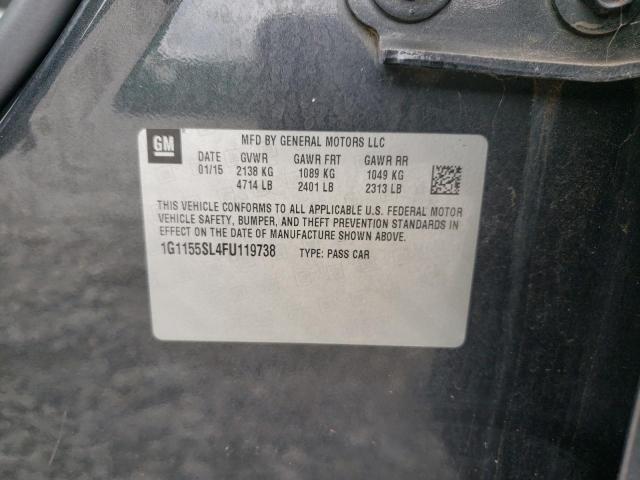 GM
MFD BY GENERAL MOTORS LLC
DATE GVWR GAWR FRT GAWR RR
01/15 2138 KG 1089 KG 1049 KG
4714 LB 2401 LB 2313 LB
THIS VEHICLE CONFORMS TO ALL APPLICABLE U.S. FEDERAL MOTOR
VEHICLE SAFETY, BUMPER, AND THEFT PREVENTION STANDARDS IN
EFFECT ON THE DATE OF MANUFACTURE SHOWN ABOVE.
1G1155SL4FU119738 TYPE: PASS CAR